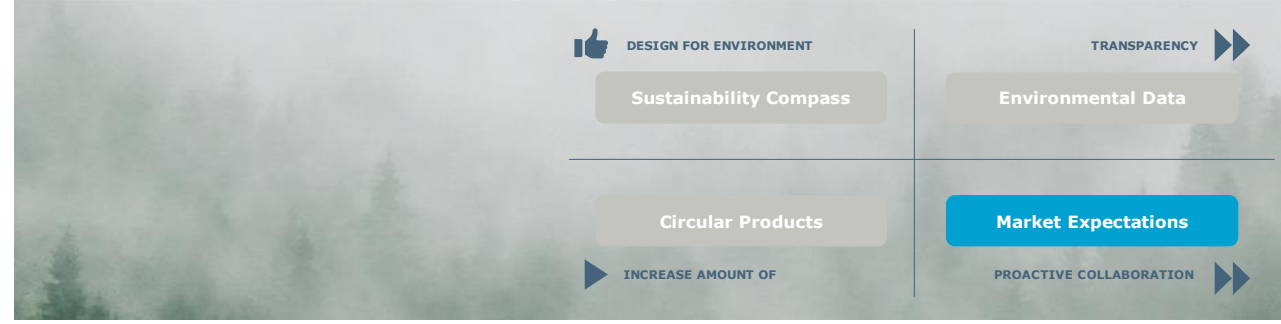 DESIGN FOR ENVIRONMENT
Sustainability Compass
TRANSPARENCY
Environmental Data
Circular Products
INCREASE AMOUNT OF
Market Expectations
PROACTIVE COLLABORATION